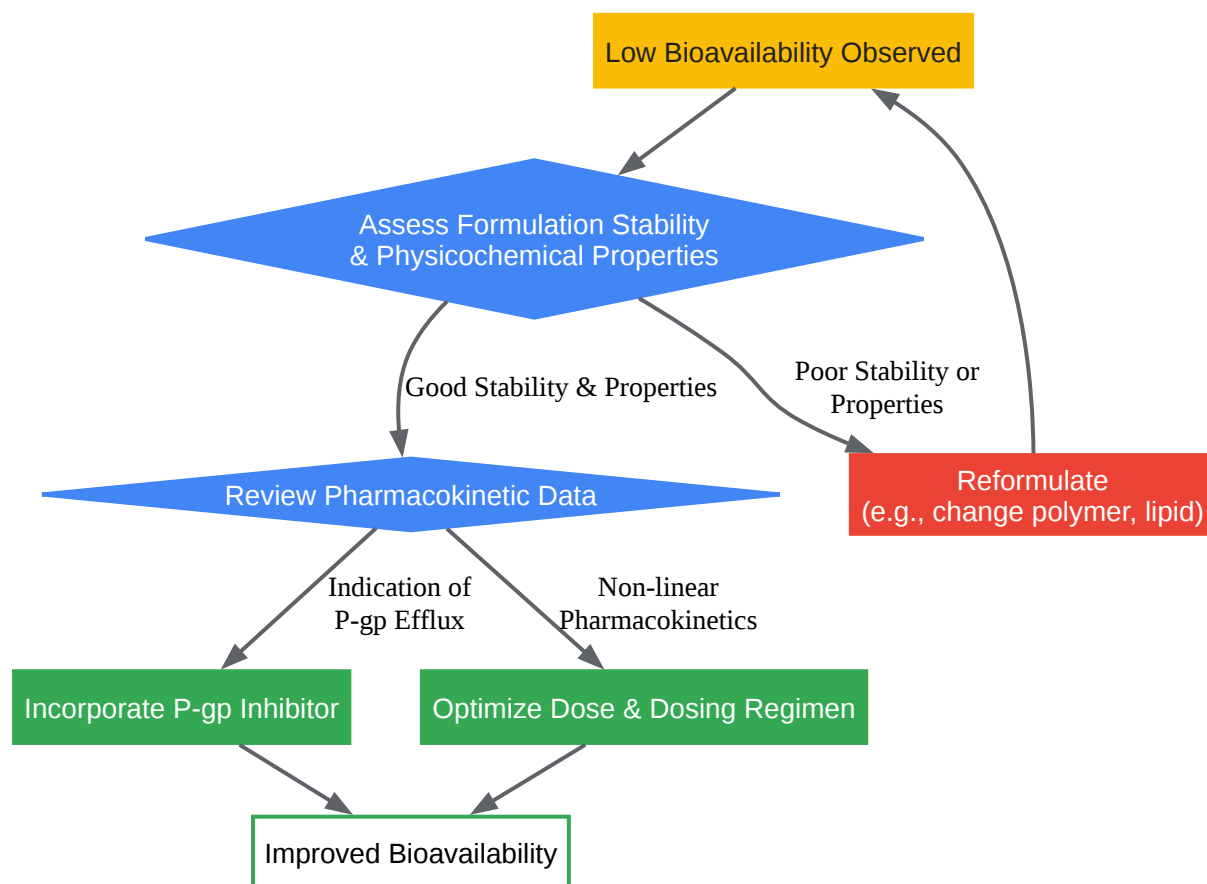 Low Bioavailability Observed
Assess Formulation Stability
& Physicochemical Properties
Good Stability & Properties
Poor Stability or
Properties
Review Pharmacokinetic Data
Reformulate
(e.g., change polymer, lipid)
Indication of
P-gp Efflux
Non-linear
Pharmacokinetics
Incorporate P-gp Inhibitor
Optimize Dose & Dosing Regimen
Improved Bioavailability